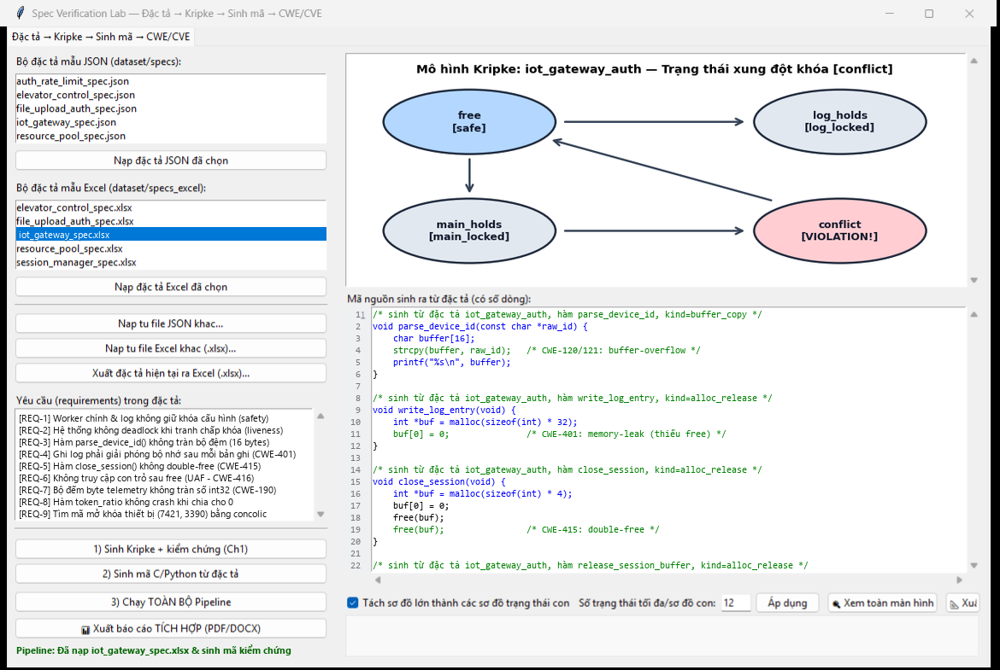 Spec Verification Lab — Đặc tả → Kripke → Sinh mã → CWE/CVE
Đặc tả → Kripke → Sinh mã → CWE/CVE
Bộ đặc tả mẫu JSON (dataset/specs):
auth_rate_limit_spec.json
elevator_control_spec.json
file_upload_auth_spec.json
iot_gateway_spec.json
resource_pool_spec.json
Nạp đặc tả JSON đã chọn
Bộ đặc tả mẫu Excel (dataset/specs_excel):
elevator_control_spec.xlsx
file_upload_auth_spec.xlsx
iot_gateway_spec.xlsx
resource_pool_spec.xlsx
session_manager_spec.xlsx
Nạp đặc tả Excel đã chọn
Nap tu file JSON khac...
Nap tu file Excel khac (.xlsx)...
Xuất đặc tả hiện tại ra Excel (.xlsx)...
Yêu cầu (requirements) trong đặc tả:
[REQ-1] Worker chính & log không giữ khóa cấu hình (safety)
[REQ-2] Hệ thống không deadlock khi tranh chấp khóa (liveness)
[REQ-3] Hàm parse_device_id() không tràn bộ đệm (16 bytes)
[REQ-4] Ghi log phải giải phóng bộ nhớ sau mỗi bản ghi (CWE-401)
[REQ-5] Hàm close_session() không double-free (CWE-415)
[REQ-6] Không truy cập con trỏ sau free (UAF - CWE-416)
[REQ-7] Bộ đếm byte telemetry không tràn số int32 (CWE-190)
[REQ-8] Hàm token_ratio không crash khi chia cho 0
[REQ-9] Tìm mã mở khóa thiết bị (7421, 3390) bằng concolic
1) Sinh Kripke + kiểm chứng (Ch1)
2) Sinh mã C/Python từ đặc tả
3) Chạy TOÀN BỘ Pipeline
Xuất báo cáo TÍCH HỢP (PDF/DOCX)
Pipeline: Đã nạp iot_gateway_spec.xlsx & sinh mã kiểm chứng
Mô hình Kripke: iot_gateway_auth — Trạng thái xung đột khóa [conflict]
free
[safe]
log_holds
[log_locked]
main_holds
[main_locked]
conflict
[VIOLATION!]
Mã nguồn sinh ra từ đặc tả (có số dòng):
1 /* sinh từ đặc tả iot_gateway_auth, hàm parse_device_id, kind=buffer_copy */
2 void parse_device_id(const char *raw_id) {
3 char buffer[16];
4 strcpy(buffer, raw_id); /* CWE-120/121: buffer-overflow */
5 printf("%s\n", buffer);
6 }
7
8 /* sinh từ đặc tả iot_gateway_auth, hàm write_log_entry, kind=alloc_release */
9 void write_log_entry(void) {
10 int *buf = malloc(sizeof(int) * 32);
11 buf[0] = 0; /* CWE-401: memory-leak (thiếu free) */
12 }
13
14 /* sinh từ đặc tả iot_gateway_auth, hàm close_session, kind=alloc_release */
15 void close_session(void) {
16 int *buf = malloc(sizeof(int) * 4);
17 buf[0] = 0;
18 free(buf);
19 free(buf); /* CWE-415: double-free */
20 }
21
22 /* sinh từ đặc tả iot_gateway_auth, hàm release_session_buffer, kind=alloc_release */
Tách sơ đồ lớn thành các sơ đồ trạng thái con Số trạng thái tối đa/sơ đồ con: 12 Áp dụng Xem toàn màn hình